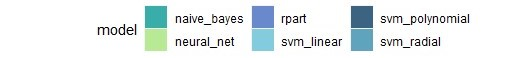 model
naive_bayes rpart svm_polynomial
neural_net svm_linear svm_radial